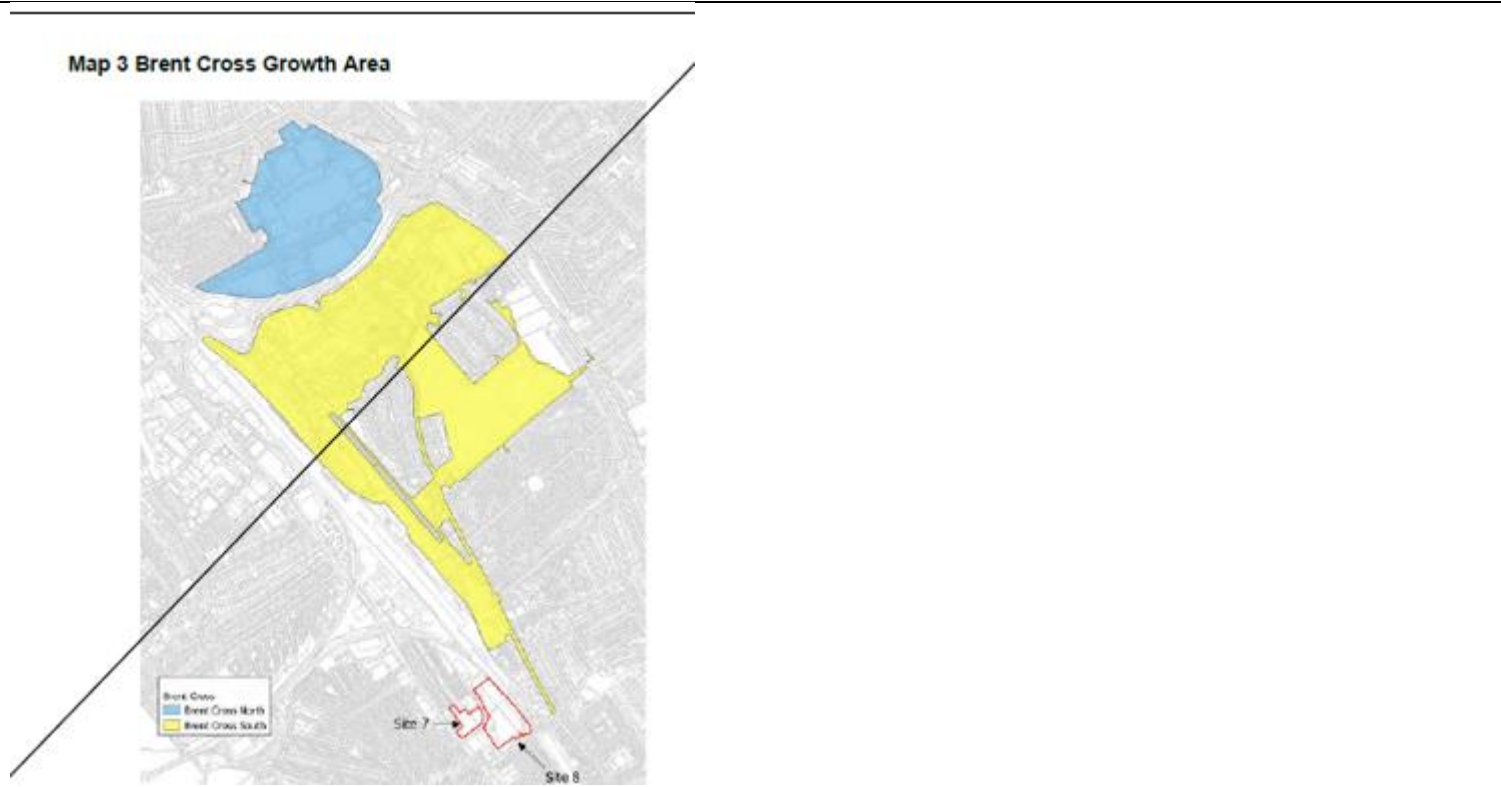 Map 3 Brent Cross Growth Area
Brent Cross
Brent Cross North
Brent Cross South
Site 7
Site 8